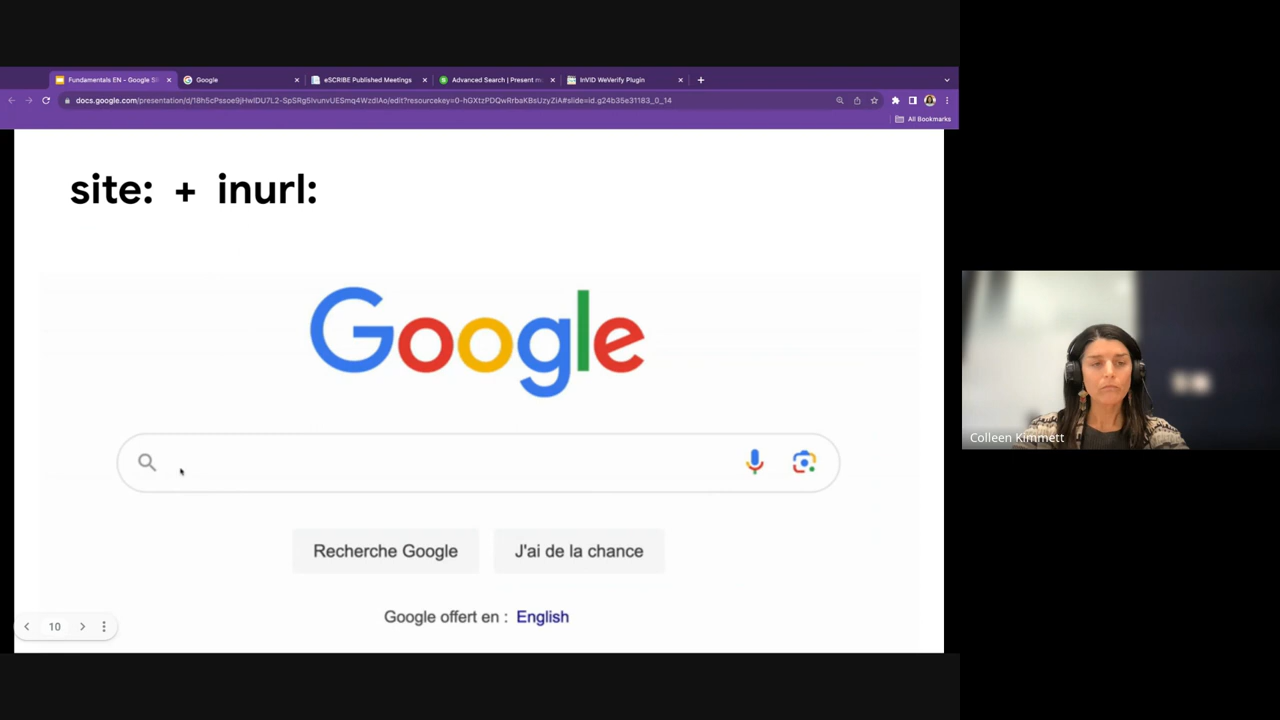 Fundamentals EN - Google Sl
Google
eSCRIBE Published Meetings
Advanced Search | Present m
InVID WeVerify Plugin
All Bookmarks
site: + inurl:
Google
Recherche Google
J'ai de la chance
Google offert en : English
10
Colleen Kimmett